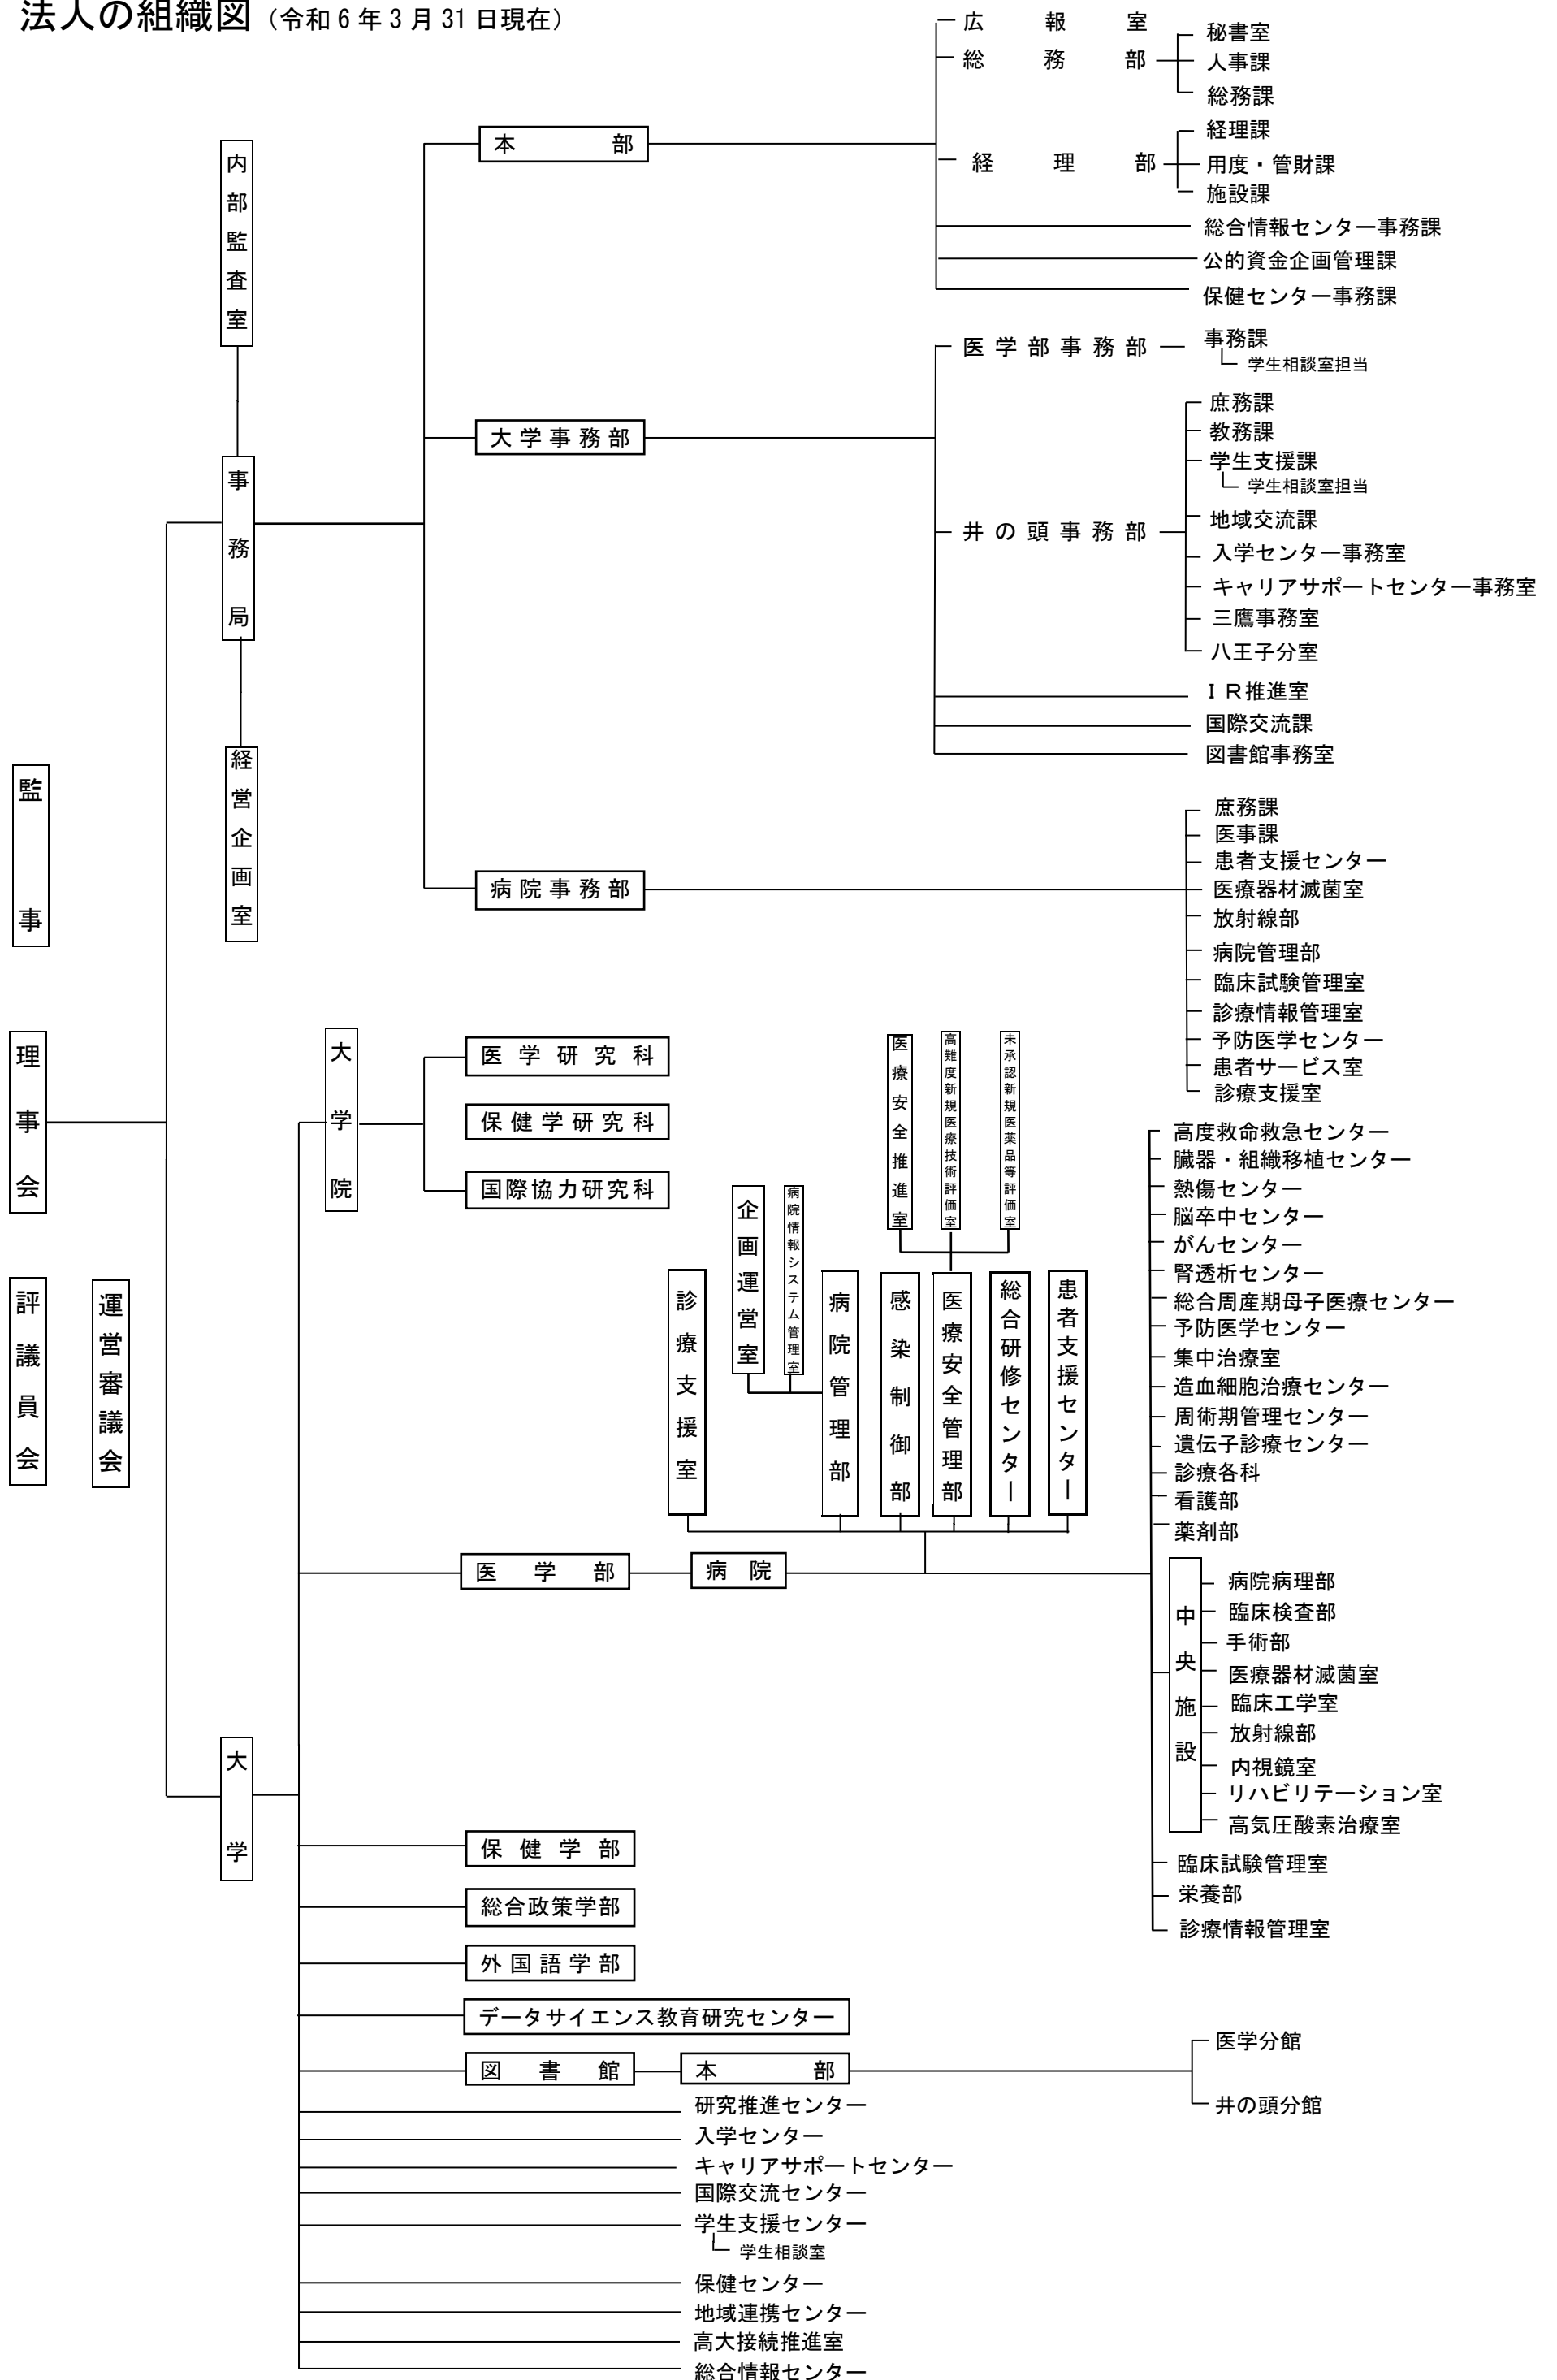 法人の組織図（令和6年3月31日現在）
広報室
総務部
秘書室
人事課
総務課
本部
経理部
経理課
用度・管財課
施設課
総合情報センター事務課
公的資金企画管理課
保健センター事務課
内部監査室
事務局
経営企画室
大学事務部
医学部事務部
事務課
学生相談室担当
井の頭事務部
庶務課
教務課
学生支援課
学生相談室担当
地域交流課
入学センター事務室
キャリアサポートセンター事務室
三鷹事務室
八王子分室
ＩＲ推進室
国際交流課
図書館事務室
病院事務部
庶務課
医事課
患者支援センター
医療器材滅菌室
放射線部
病院管理部
臨床試験管理室
診療情報管理室
予防医学センター
患者サービス室
診療支援室
監事
理事会
評議員会
運営審議会
大学院
医学研究科
保健学研究科
国際協力研究科
医療安全推進室
高難度新規医療技術評価室
未承認新規医薬品等評価室
企画運営室
病院情報システム管理室
診療支援室
病院管理部
感染制御部
医療安全管理部
総合研修センター
患者支援センター
医学部
病院
高度救命救急センター
臓器・組織移植センター
熱傷センター
脳卒中センター
がんセンター
腎透析センター
総合周産期母子医療センター
予防医学センター
集中治療室
造血細胞治療センター
周術期管理センター
遺伝子診療センター
診療各科
看護部
薬剤部
中央施設
病院病理部
臨床検査部
手術部
医療器材滅菌室
臨床工学室
放射線部
内視鏡室
リハビリテーション室
高気圧酸素治療室
臨床試験管理室
栄養部
診療情報管理室
大学
保健学部
総合政策学部
外国語学部
データサイエンス教育研究センター
図書館
本部
医学分館
井の頭分館
研究推進センター
入学センター
キャリアサポートセンター
国際交流センター
学生支援センター
学生相談室
保健センター
地域連携センター
高大接続推進室
総合情報センター